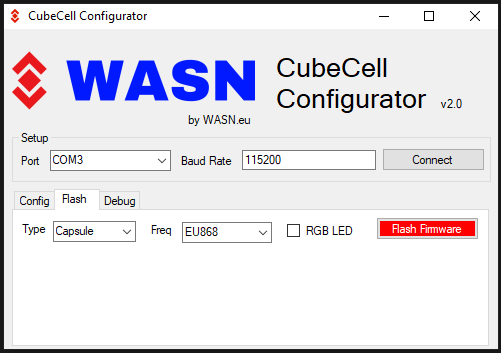 CubeCell Configurator
WASN
CubeCell
Configurator v2.0
by WASN.eu
Setup
Port COM3 Baud Rate 115200 Connect
Config Flash Debug
Type Capsule Freq EU868 RGB LED Flash Firmware